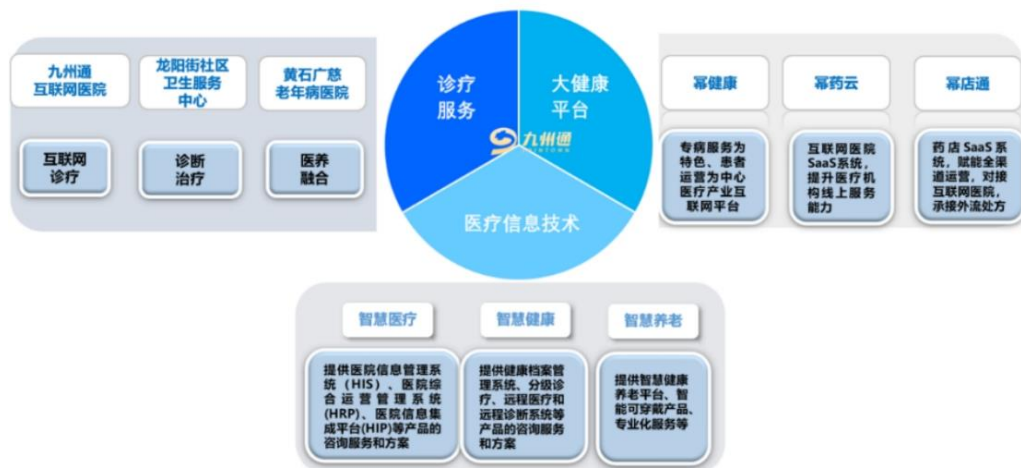 九州通
互联网医院
龙阳街社区
卫生服务
中心
黄石广慈
老年病医院
互联网
诊疗
诊断
治疗
医养
融合
诊疗
服务
大健康
平台
九州通
医疗信息技术
幂健康
幂药云
幂店通
专病服务为
特色、患者
运营为中心
医疗产业互
联网平台
互联网医院
SaaS系统，
提升医疗机
构线上服务
能力
药店SaaS系
统，赋能全渠
道运营，对接
互联网医院，
承接外流处方
智慧医疗
智慧健康
智慧养老
提供医院信息管理系
统（HIS）、医院综
合运营管理系统
(HRP)、医院信息集
成平台(HIP)等产品的
咨询服务和方案
提供健康档案
管理系统、分级诊
疗、远程医疗和
远程诊断系统等
产品的咨询服务
和方案
提供智慧健康
养老平台、智
能可穿戴产品、
专业化服务等